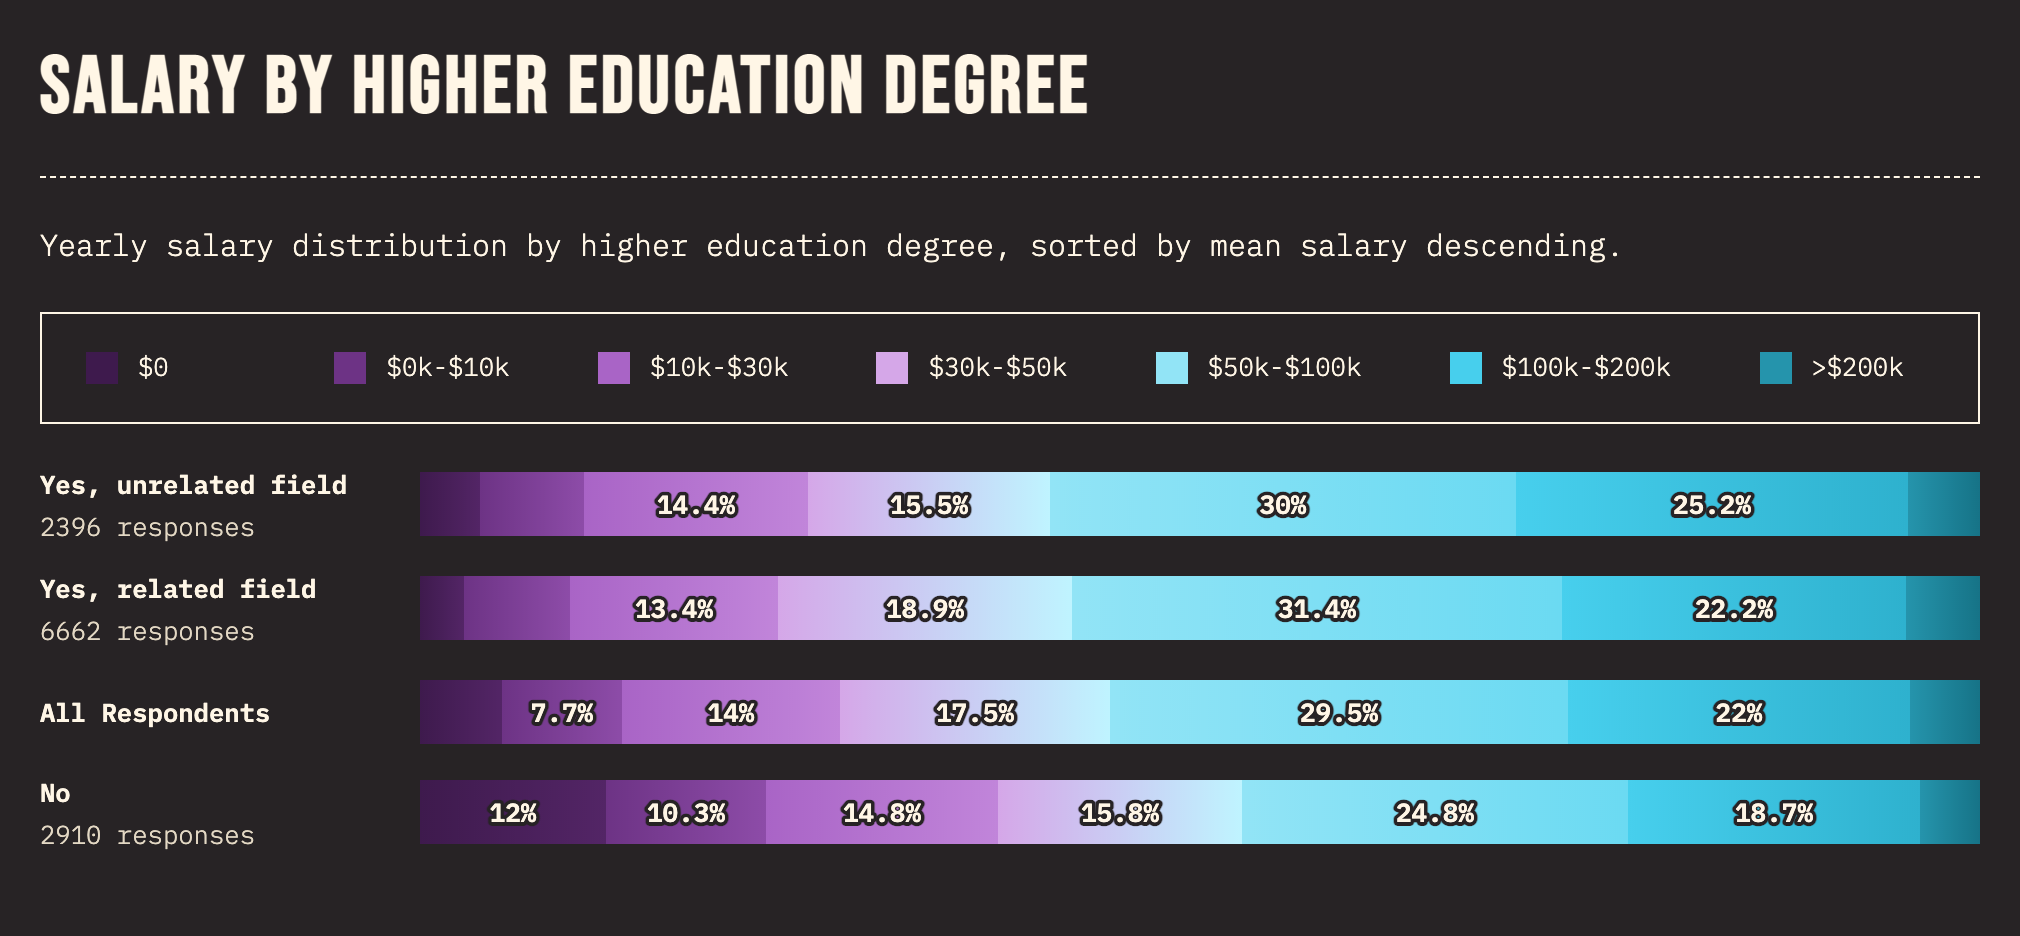 SALARY BY HIGHER EDUCATION DEGREE
Yearly salary distribution by higher education degree, sorted by mean salary descending.
$0 $0k-$10k $10k-$30k $30k-$50k $50k-$100k $100k-$200k >$200k
Yes, unrelated field
2396 responses
14.4% 15.5% 30% 25.2%
Yes, related field
6662 responses
13.4% 18.9% 31.4% 22.2%
All Respondents
7.7% 14% 17.5% 29.5% 22%
No
2910 responses
12% 10.3% 14.8% 15.8% 24.8% 18.7%